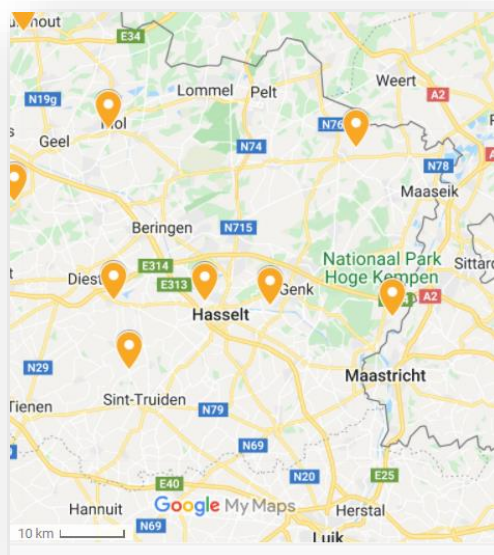 E34
Lommel
Pelt
Weert
N19g
A2
Geel
N76
N74
N78
Maaseik
Beringen
N715
E314
Nationaal Park
Hoge Kempen
Sittard
Diest
E313
Genk
A2
Hasselt
N29
Maastricht
Tienen
Sint-Truiden
N79
N69
N20
E25
E40
Hannuit
Google My Maps
Herstal
10 km
N69
Luik